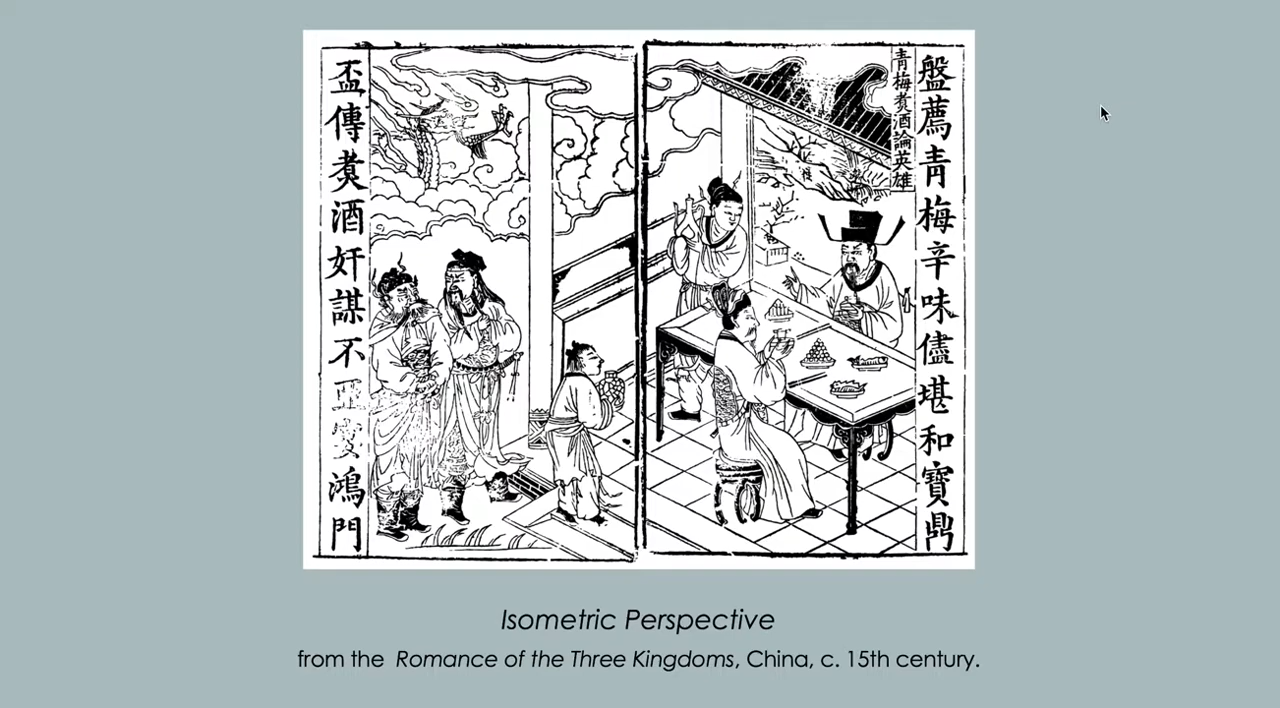 盤薦青梅辛味儘堪和寶鼎
青梅煑酒論英雄
盃傳煑酒奸謀不亞宴鴻門
Isometric Perspective
from the Romance of the Three Kingdoms, China, c. 15th century.